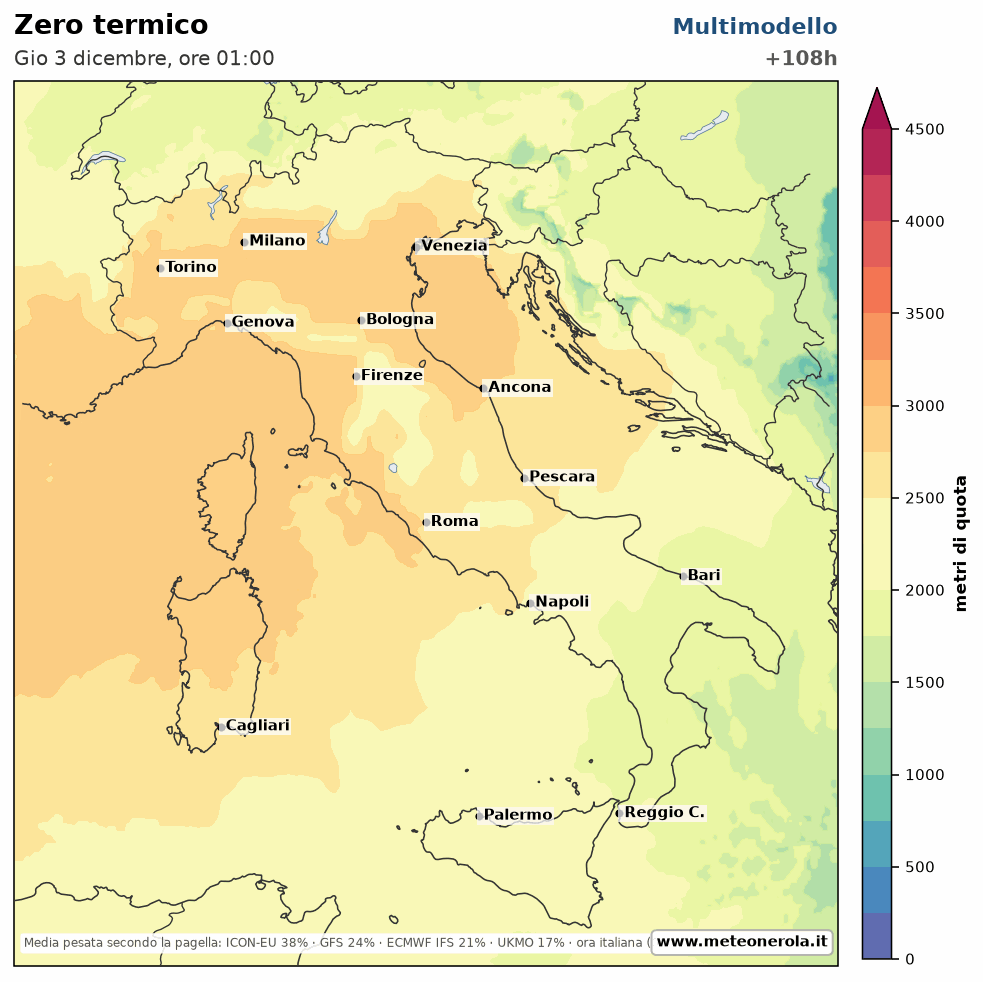 Zero termico
Multimodello
Gio 3 dicembre, ore 01:00
+108h
Milano
Venezia
Torino
Genova
Bologna
Firenze
Ancona
Pescara
Roma
Bari
Napoli
Cagliari
Palermo
Reggio C.
4500
4000
3500
3000
2500
2000
1500
1000
500
0
metri di quota
Media pesata secondo la pagella: ICON-EU 38% · GFS 24% · ECMWF IFS 21% · UKMO 17% · ora italiana (
www.meteonerola.it